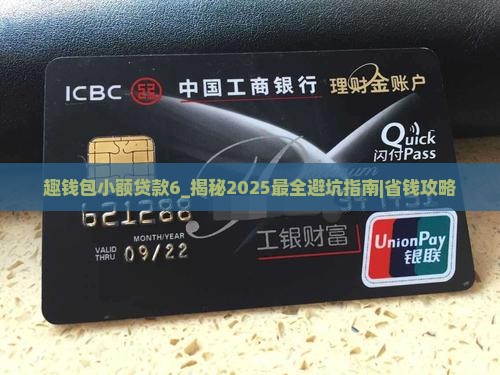 ICBC 中国工商银行 理财金账户
Quick
闪付Pass
趣钱包小额贷款6_揭秘2025最全避坑指南|省钱攻略
621288
MONTH/YEAR
VALID
THRU 09/22
工银财富
UnionPay
银联